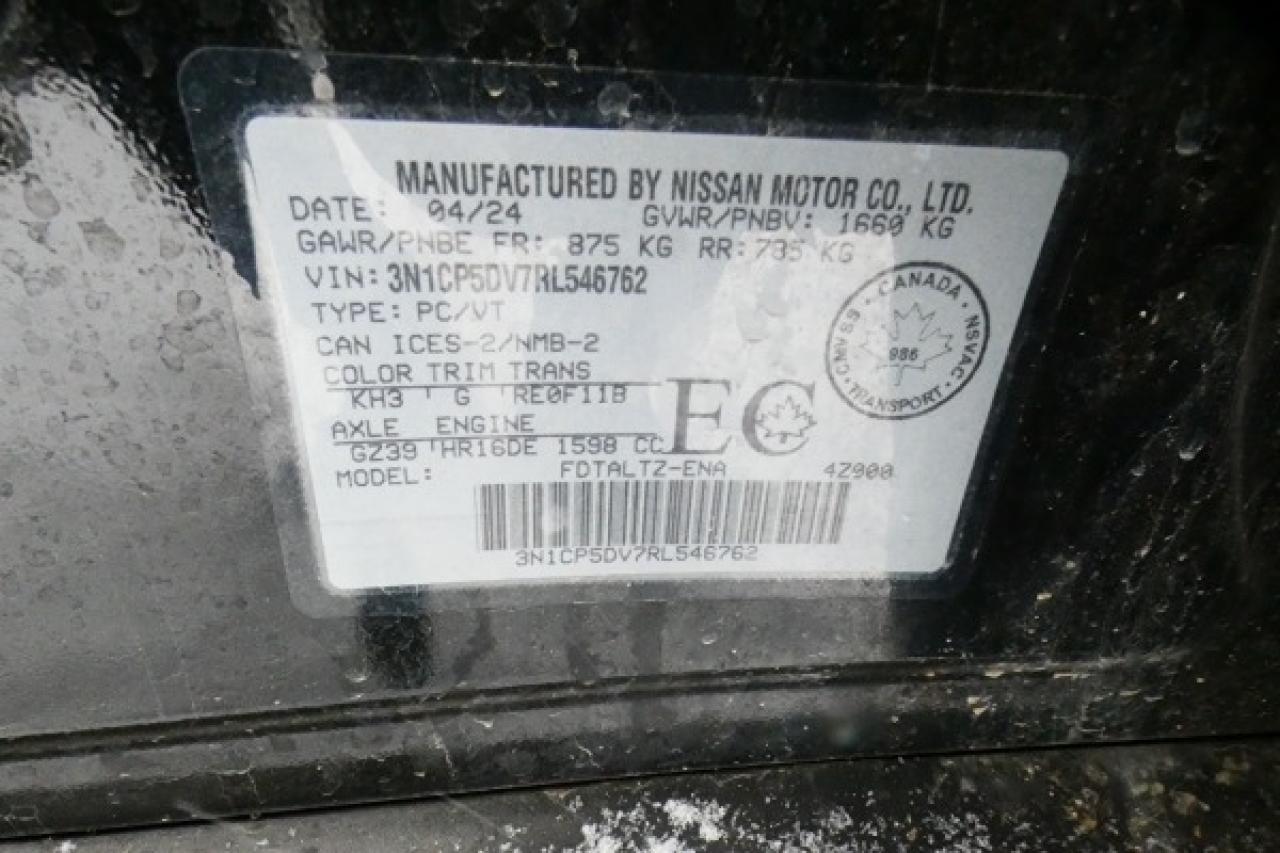 MANUFACTURED BY NISSAN MOTOR CO., LTD.
DATE: 04/24 GVWR/PNBV: 1660 KG
GAWR/PNBE FR: 875 KG RR: 785 KG
VIN: 3N1CP5DV7RL546762
TYPE: PC/VT
CAN ICES-2/NMB-2
COLOR TRIM TRANS
KH3 G RE0F11B
AXLE ENGINE
GZ39 HR16DE 1598 CC
EC
MODEL: FDTALTZ-ENA 4Z900
3N1CP5DV7RL546762
CANADA
NSVAC
TRANSPORT
986